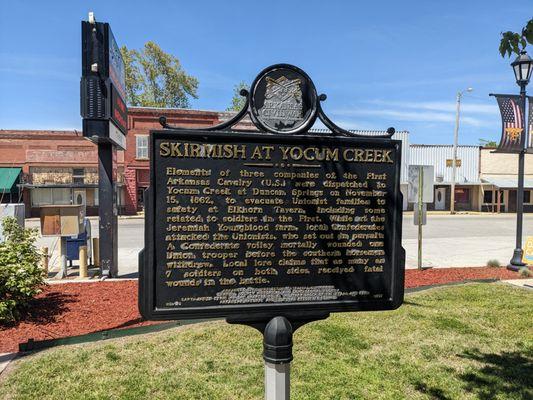 SKIRMISH AT YOCUM CREEK
Elements of three companies of the First
Arkansas Cavalry (U.S.) were dispatched to
Yocum Creek at Duncan Springs on November
15, 1862, to evacuate Unionist families to
safety at Elkhorn Tavern, including some
related to soldiers in the First. While at the
Jeremiah Youngblood farm, local Confederates
attacked the Unionists, who set out in pursuit.
A Confederate volley mortally wounded one
Union trooper before the southern horsemen
withdrew. Local lore claims that as many as
7 soldiers on both sides received fatal
wounds in the battle.